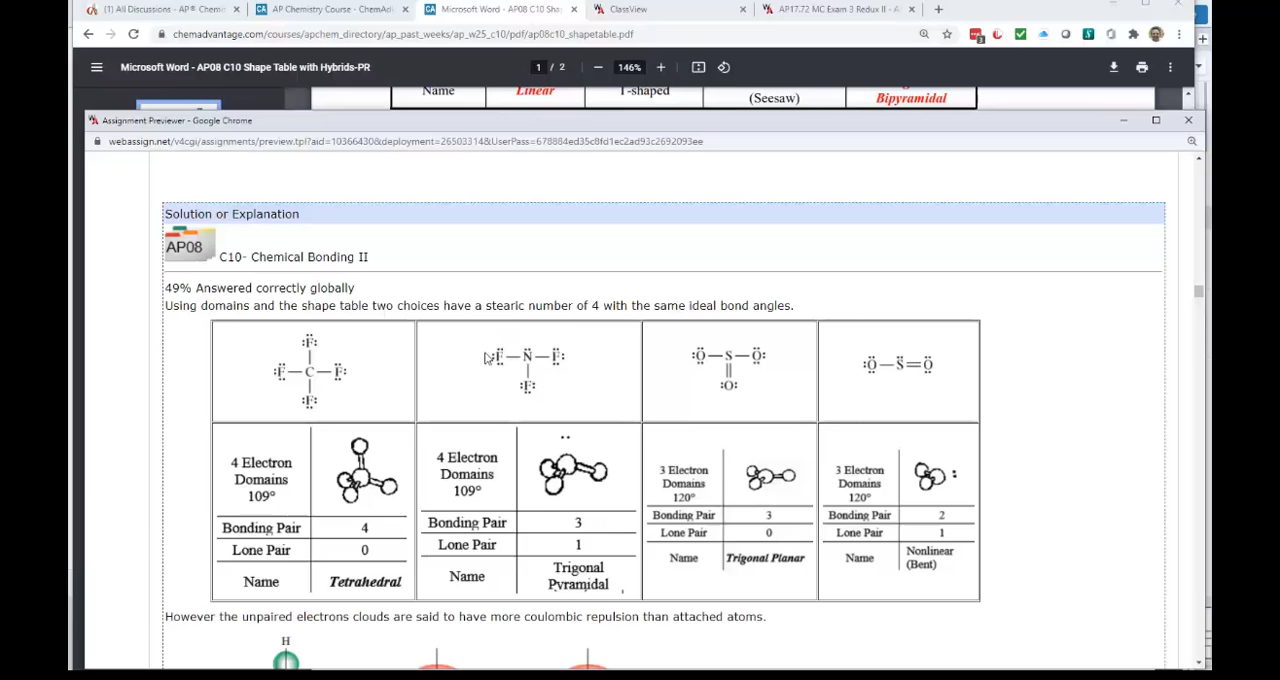 (1) All Discussions - AP® Chemi
AP Chemistry Course - ChemAd
Microsoft Word - AP08 C10 Sha
ClassView
AP17.72 MC Exam 3 Redux II - A
chemadvantage.com/courses/apchem_directory/ap_past_weeks/ap_w25_c10/pdf/ap08c10_shapetable.pdf
Microsoft Word - AP08 C10 Shape Table with Hybrids-PR
1 / 2
146%
Name
Linear
T-shaped
(Seesaw)
Bipyramidal
Assignment Previewer - Google Chrome
webassign.net/v4cgi/assignments/preview.tpl?aid=10366430&deployment=26503314&UserPass=678884ed35c8fd1ec2ad93c2692093ee
Solution or Explanation
AP08
C10- Chemical Bonding II
49% Answered correctly globally
Using domains and the shape table two choices have a stearic number of 4 with the same ideal bond angles.
F
F—C—F
F
F—N—F
F
O—S—O
O
O—S=O
4 Electron
Domains
109°
Bonding Pair 4
Lone Pair 0
Name Tetrahedral
4 Electron
Domains
109°
Bonding Pair 3
Lone Pair 1
Name Trigonal
Pyramidal
3 Electron
Domains
120°
Bonding Pair 3
Lone Pair 0
Name Trigonal Planar
3 Electron
Domains
120°
Bonding Pair 2
Lone Pair 1
Name Nonlinear
(Bent)
However the unpaired electrons clouds are said to have more coulombic repulsion than attached atoms.
H